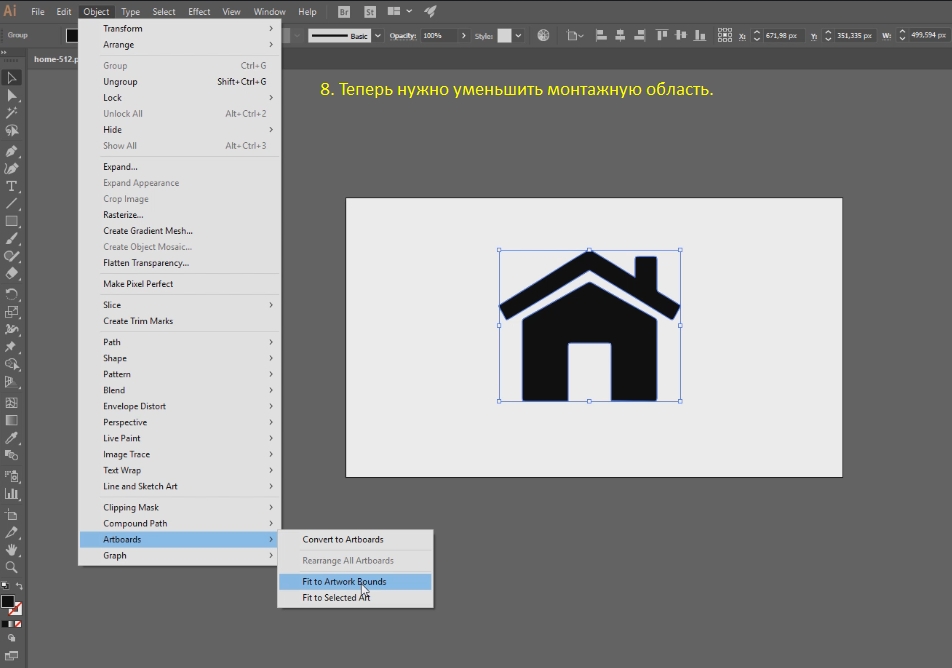 Ai File Edit Object Type Select Effect View Window Help Br St
Group Basic Opacity: 100% Style: X: 671,98 px Y: 351,335 px W: 499,594 px
home-512.p
8. Теперь нужно уменьшить монтажную область.
Transform
Arrange
Group Ctrl+G
Ungroup Shift+Ctrl+G
Lock
Unlock All Alt+Ctrl+2
Hide
Show All Alt+Ctrl+3
Expand...
Expand Appearance
Crop Image
Rasterize...
Create Gradient Mesh...
Create Object Mosaic...
Flatten Transparency...
Make Pixel Perfect
Slice
Create Trim Marks
Path
Shape
Pattern
Blend
Envelope Distort
Perspective
Live Paint
Image Trace
Text Wrap
Line and Sketch Art
Clipping Mask
Compound Path
Artboards
Graph
Convert to Artboards
Rearrange All Artboards
Fit to Artwork Bounds
Fit to Selected Art